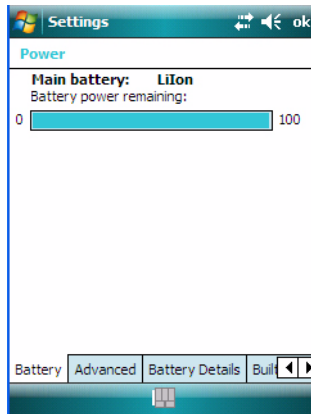 Settings ok
Power
Main battery: LiIon
Battery power remaining:
0 100
Battery Advanced Battery Details Buil